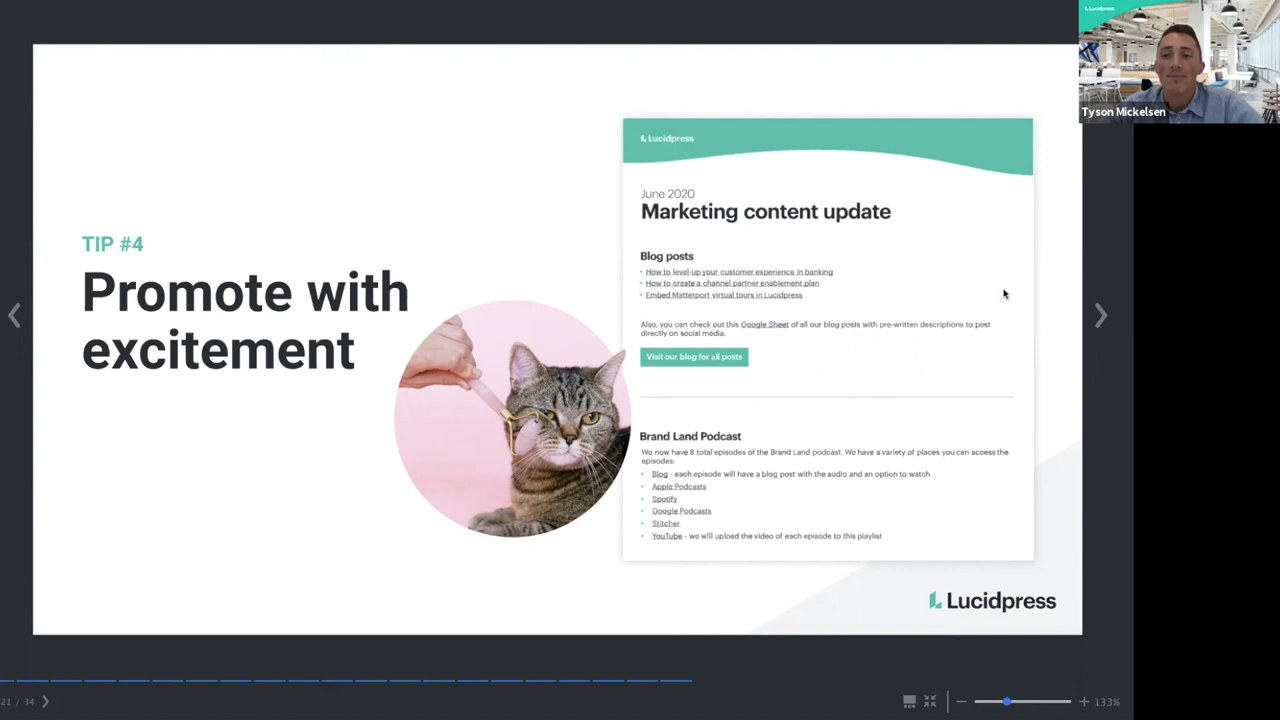 Lucidpress
Tyson Mickelsen
TIP #4
Promote with
excitement
Lucidpress
June 2020
Marketing content update
Blog posts
How to level-up your customer experience in banking
How to create a channel partner enablement plan
Embed Matterport virtual tours in Lucidpress
Also, you can check out this Google Sheet of all our blog posts with pre-written descriptions to post
directly on social media.
Visit our blog for all posts
Brand Land Podcast
We now have 8 total episodes of the Brand Land podcast. We have a variety of places you can access the
episodes:
Blog - each episode will have a blog post with the audio and an option to watch
Apple Podcasts
Spotify
Google Podcasts
Stitcher
YouTube - we will upload the video of each episode to this playlist
Lucidpress
21 / 34
133%